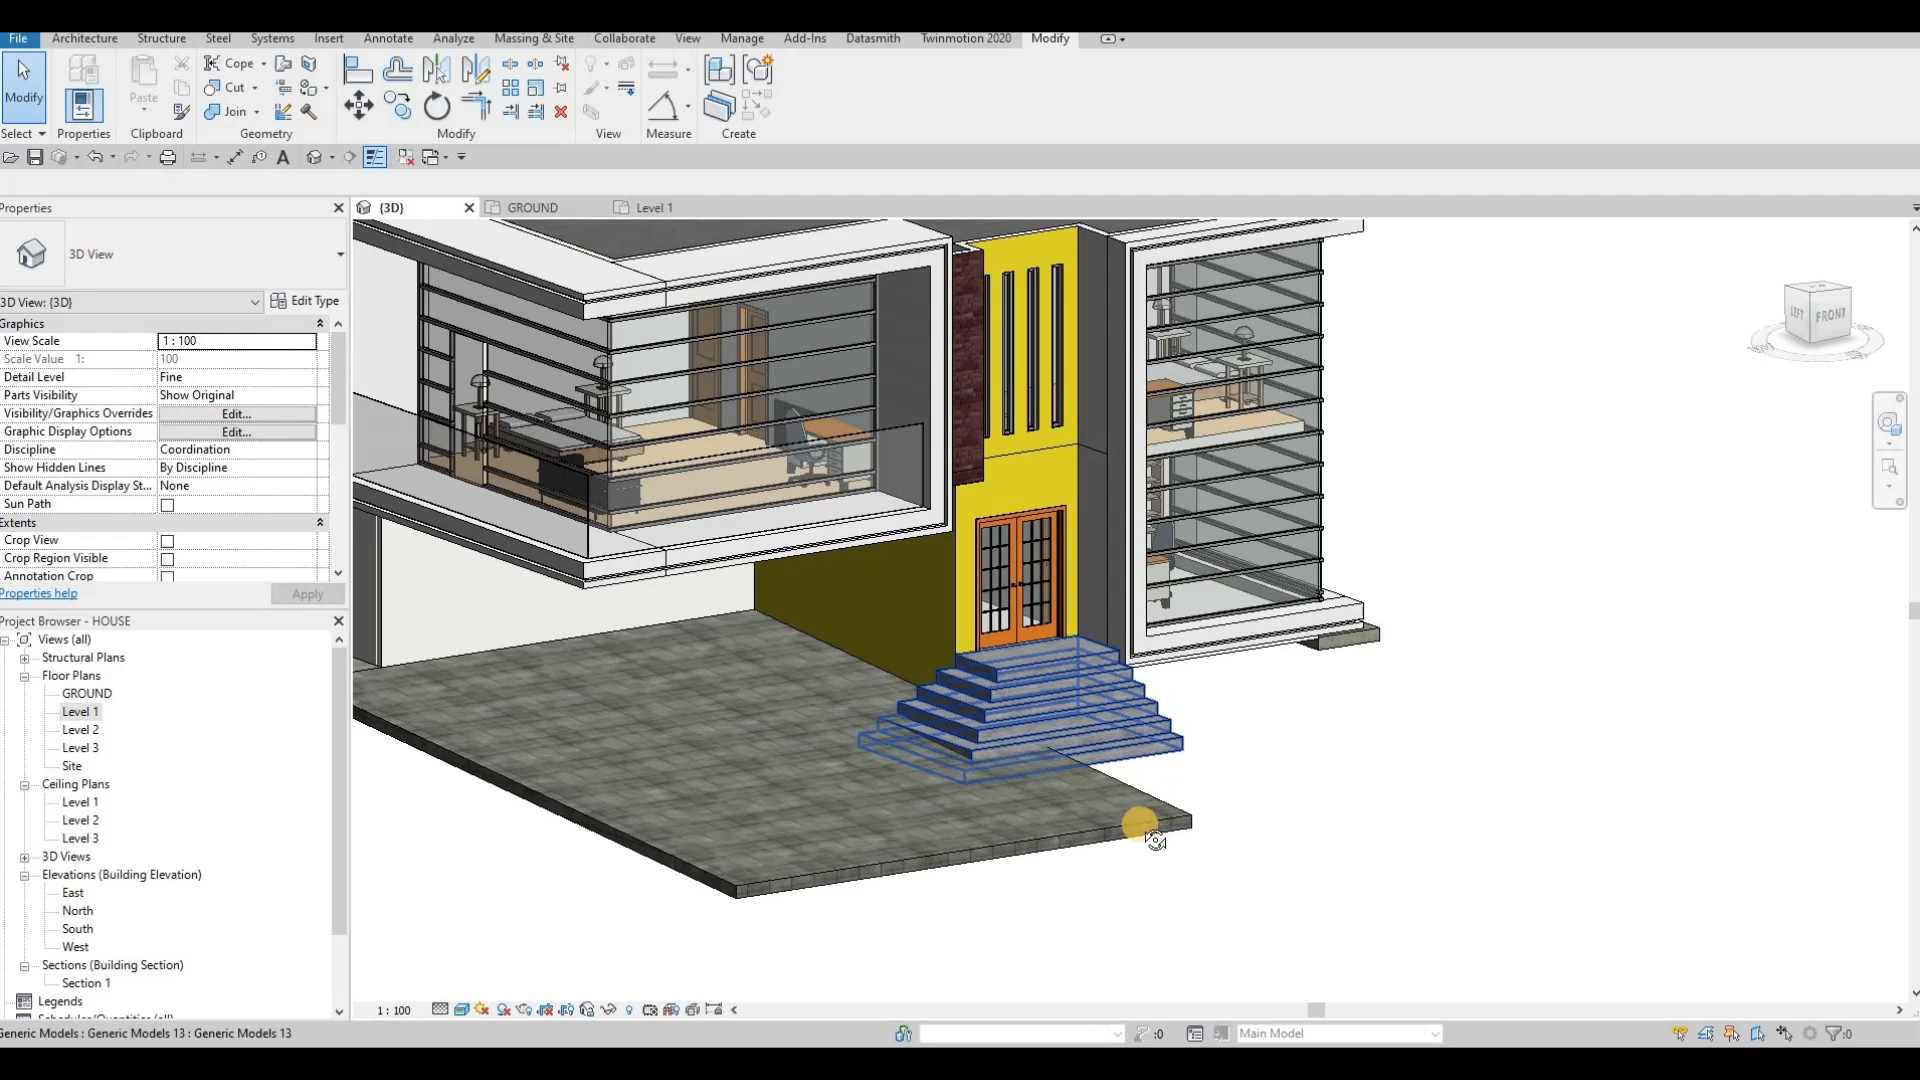 File Architecture Structure Steel Systems Insert Annotate Analyze Massing & Site Collaborate View Manage Add-Ins Datasmith Twinmotion 2020 Modify
Modify
Paste
Cope
Cut
Join
Select Properties Clipboard Geometry Modify View Measure Create
A
Properties
{3D} GROUND Level 1
3D View
3D View: {3D} Edit Type
Graphics
View Scale 1 : 100
Scale Value 1: 100
Detail Level Fine
Parts Visibility Show Original
Visibility/Graphics Overrides Edit...
Graphic Display Options Edit...
Discipline Coordination
Show Hidden Lines By Discipline
Default Analysis Display St... None
Sun Path
Extents
Crop View
Crop Region Visible
Annotation Crop
Properties help Apply
LEFT FRONT
Project Browser - HOUSE
Views (all)
Structural Plans
Floor Plans
GROUND
Level 1
Level 2
Level 3
Site
Ceiling Plans
Level 1
Level 2
Level 3
3D Views
Elevations (Building Elevation)
East
North
South
West
Sections (Building Section)
Section 1
Legends
1 : 100
Generic Models : Generic Models 13 : Generic Models 13 :0 Main Model :0